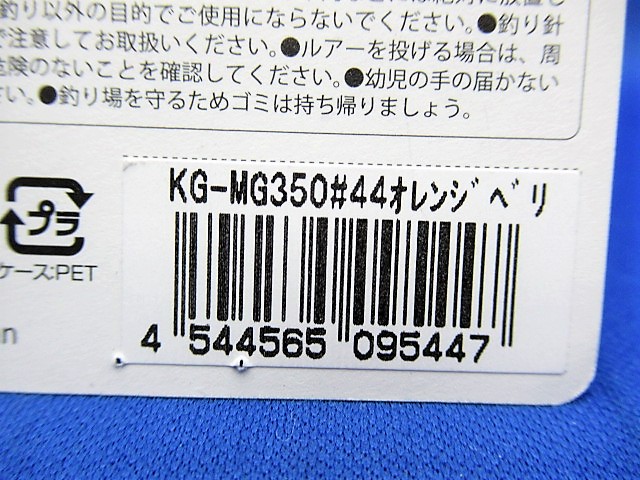 釣り以外の目的でご使用にならないでください。●釣り針
で注意してお取扱いください。●ルアーを投げる場合は、周
危険のないことを確認してください。●幼児の手の届かない
さい。●釣り場を守るためゴミは持ち帰りましょう。
KG-MG350#44オレンジベリ
プラ
ケース:PET
4 544565 095447